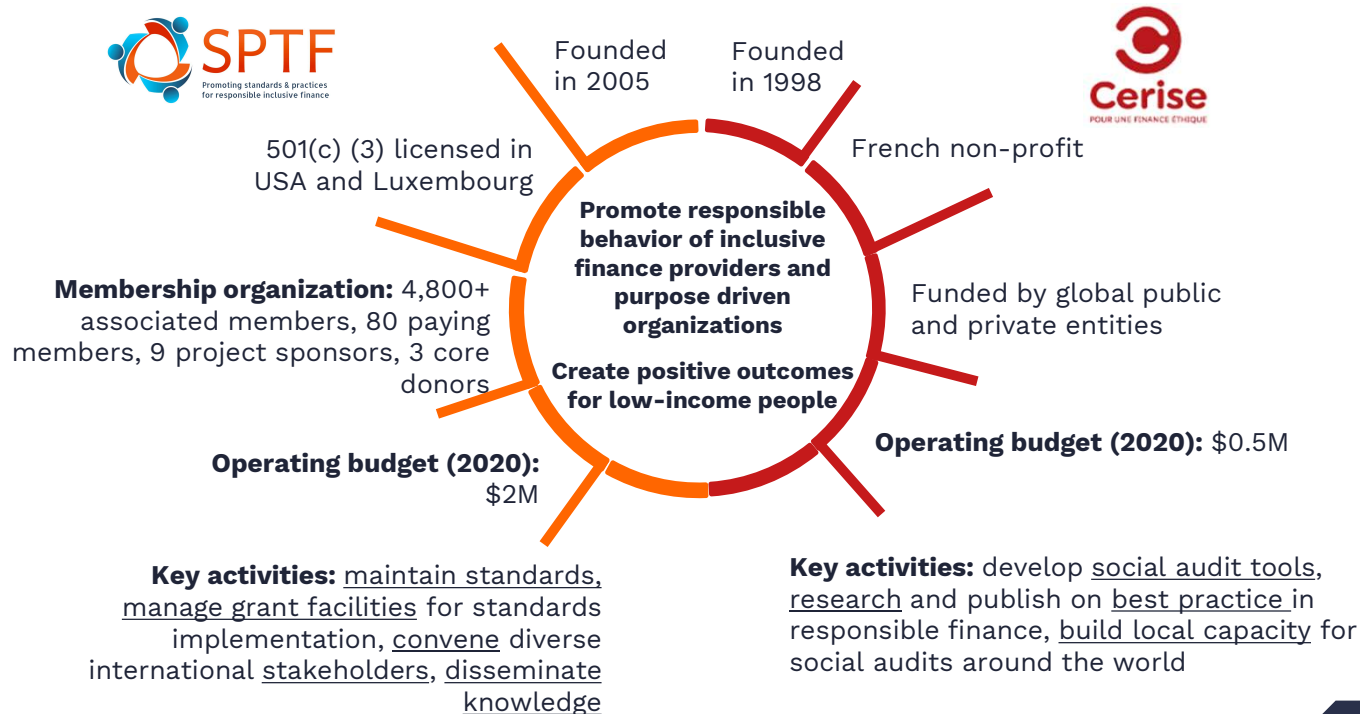 SPTF
Promoting standards & practices
for responsible inclusive finance
Founded
in 2005
501(c) (3) licensed in
USA and Luxembourg
Membership organization: 4,800+
associated members, 80 paying
members, 9 project sponsors, 3 core
donors
Operating budget (2020):
$2M
Key activities: maintain standards,
manage grant facilities for standards
implementation, convene diverse
international stakeholders, disseminate
knowledge
Promote responsible
behavior of inclusive
finance providers and
purpose driven
organizations
Create positive outcomes
for low-income people
Cerise
POUR UNE FINANCE ÉTHIQUE
Founded
in 1998
French non-profit
Funded by global public
and private entities
Operating budget (2020): $0.5M
Key activities: develop social audit tools,
research and publish on best practice in
responsible finance, build local capacity for
social audits around the world